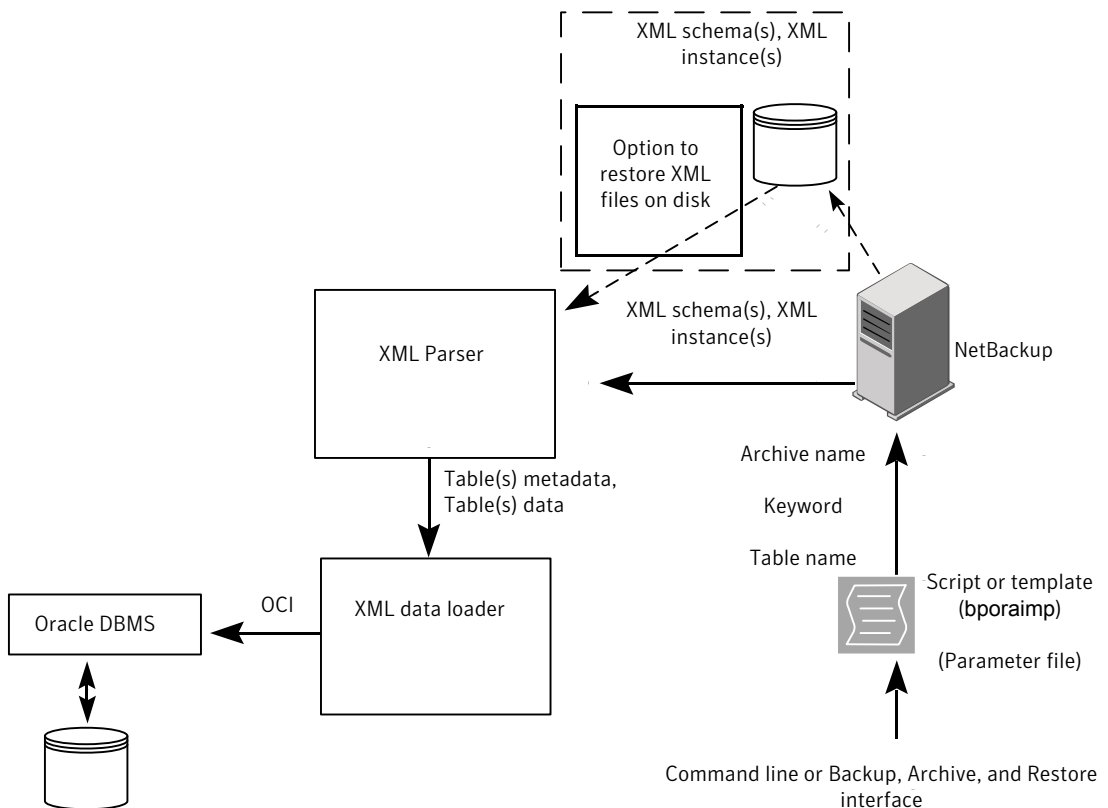 XML schema(s), XML
instance(s)
Option to
restore XML
files on disk
XML schema(s), XML
instance(s)
XML Parser
NetBackup
Archive name
Table(s) metadata,
Table(s) data
Keyword
Table name
Script or template
(bporaimp)
(Parameter file)
OCI
XML data loader
Oracle DBMS
Command line or Backup, Archive, and Restore
interface